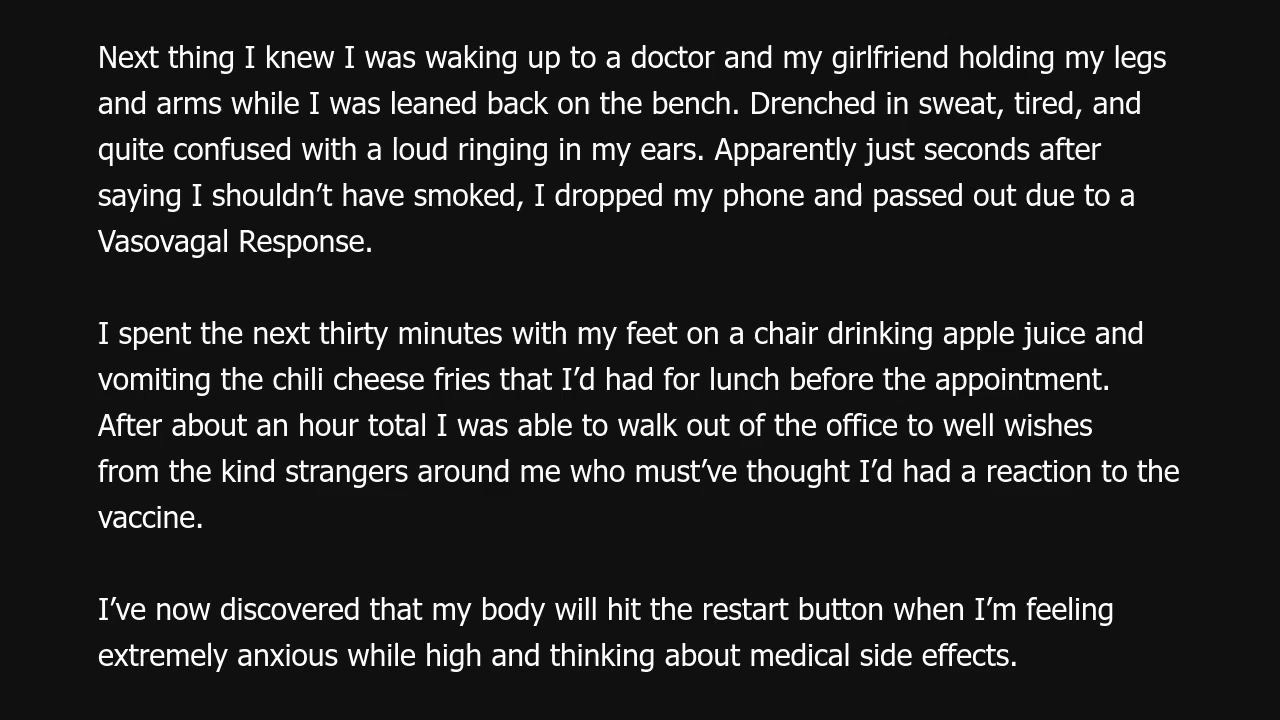 Next thing I knew I was waking up to a doctor and my girlfriend holding my legs
and arms while I was leaned back on the bench. Drenched in sweat, tired, and
quite confused with a loud ringing in my ears. Apparently just seconds after
saying I shouldn’t have smoked, I dropped my phone and passed out due to a
Vasovagal Response.
I spent the next thirty minutes with my feet on a chair drinking apple juice and
vomiting the chili cheese fries that I’d had for lunch before the appointment.
After about an hour total I was able to walk out of the office to well wishes
from the kind strangers around me who must’ve thought I’d had a reaction to the
vaccine.
I’ve now discovered that my body will hit the restart button when I’m feeling
extremely anxious while high and thinking about medical side effects.